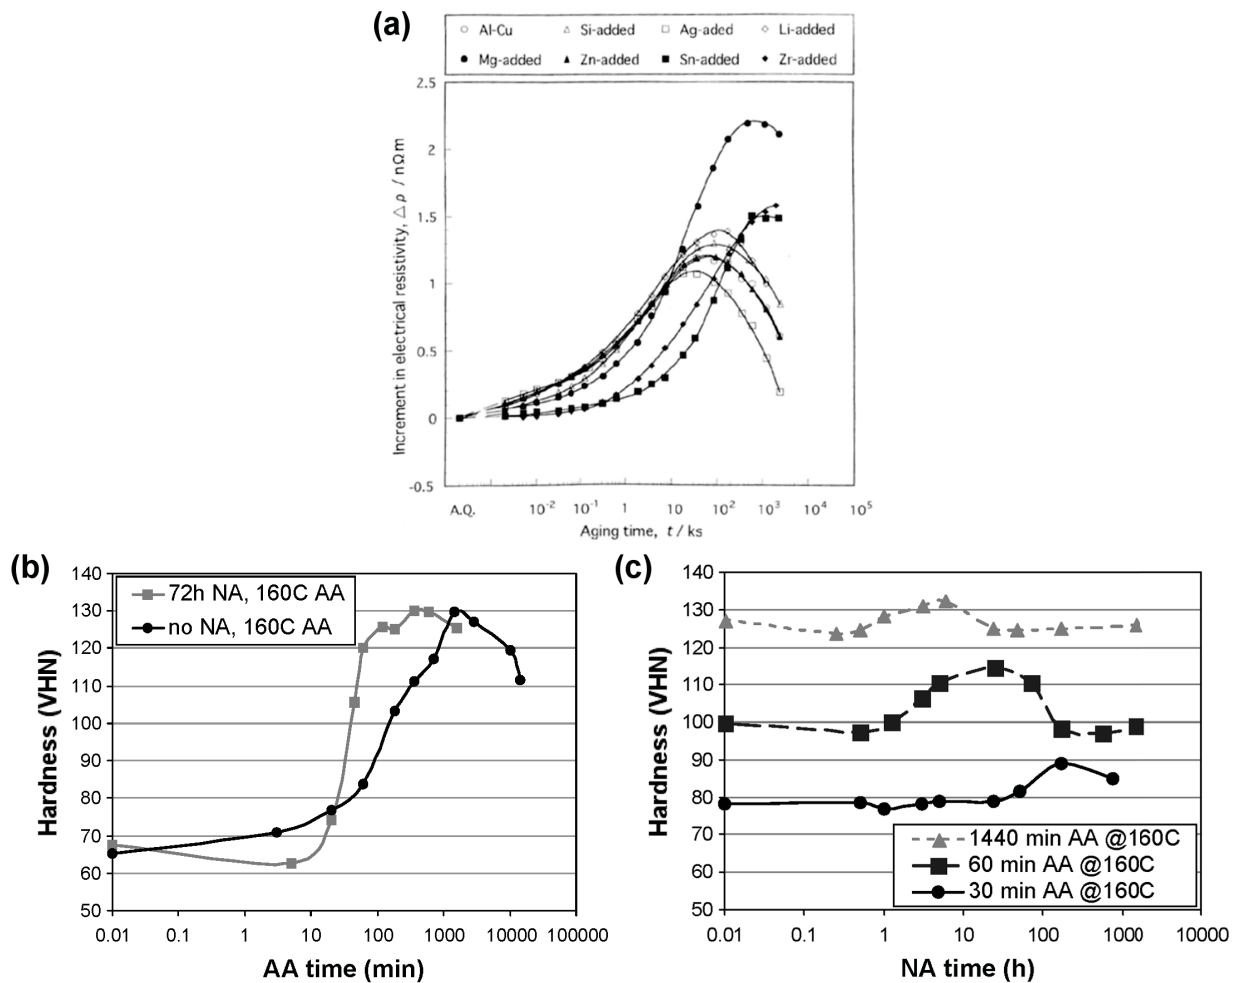 (a)
Al-Cu Si-added Ag-aded Li-added
Mg-added Zn-added Sn-added Zr-added
2.5
2
1.5
1
0.5
0
-0.5
Increment in electrical resistivity, △ρ / nΩm
A.Q. 10-2 10-1 1 10 102 103 104 105
Aging time, t / ks
(b)
72h NA, 160C AA
no NA, 160C AA
140
130
120
110
100
90
80
70
60
50
Hardness (VHN)
0.01 0.1 1 10 100 1000 10000 100000
AA time (min)
(c)
140
130
120
110
100
90
80
70
60
50
Hardness (VHN)
1440 min AA @160C
60 min AA @160C
30 min AA @160C
0.01 0.1 1 10 100 1000 10000
NA time (h)